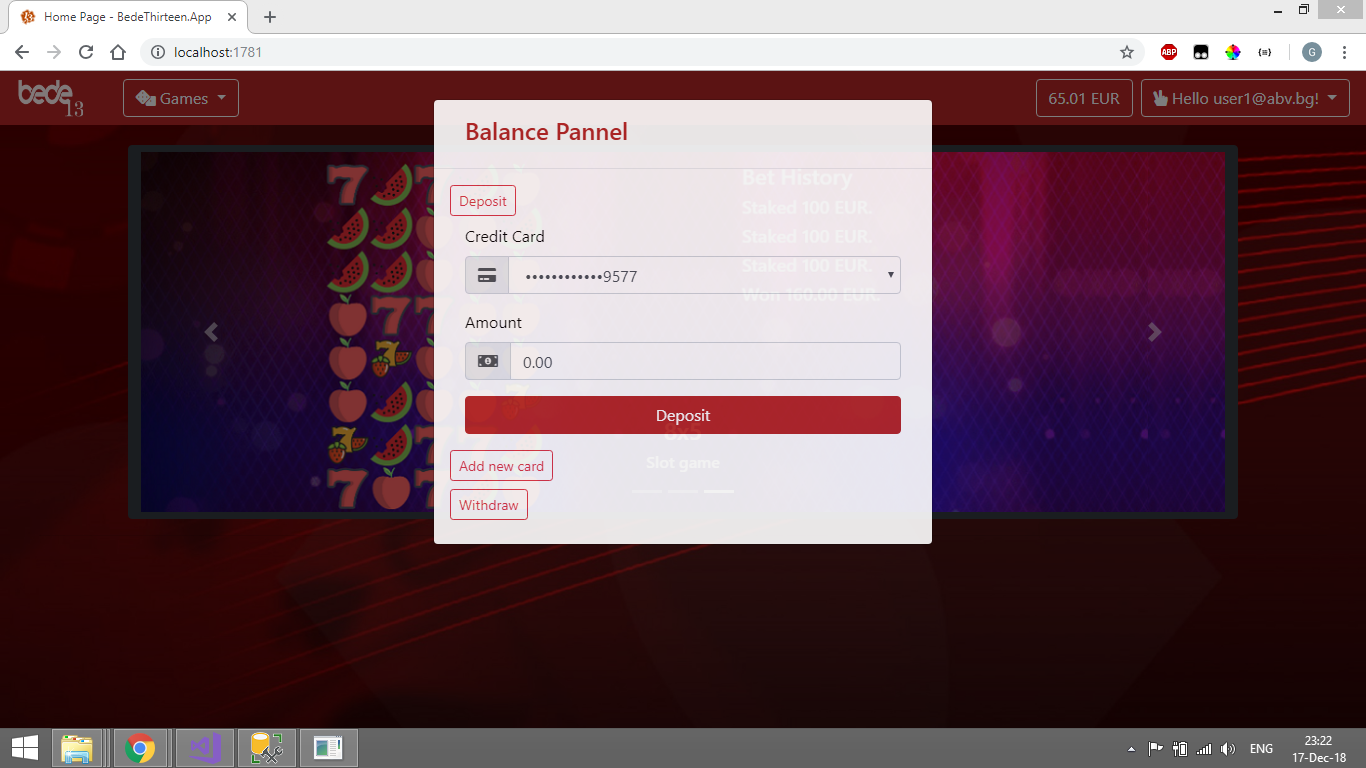 Home Page - BedeThirteen.App
localhost:1781
ABP
G
bede 13
Games
65.01 EUR
Hello user1@abv.bg!
Balance Pannel
Bet History
Deposit
Staked 100 EUR.
Credit Card
Staked 100 EUR.
Staked 100 EUR.
••••••••••••9577
Won 160.00 EUR.
Amount
0.00
Deposit
8x5
Slot game
Add new card
Withdraw
23:22
ENG
17-Dec-18